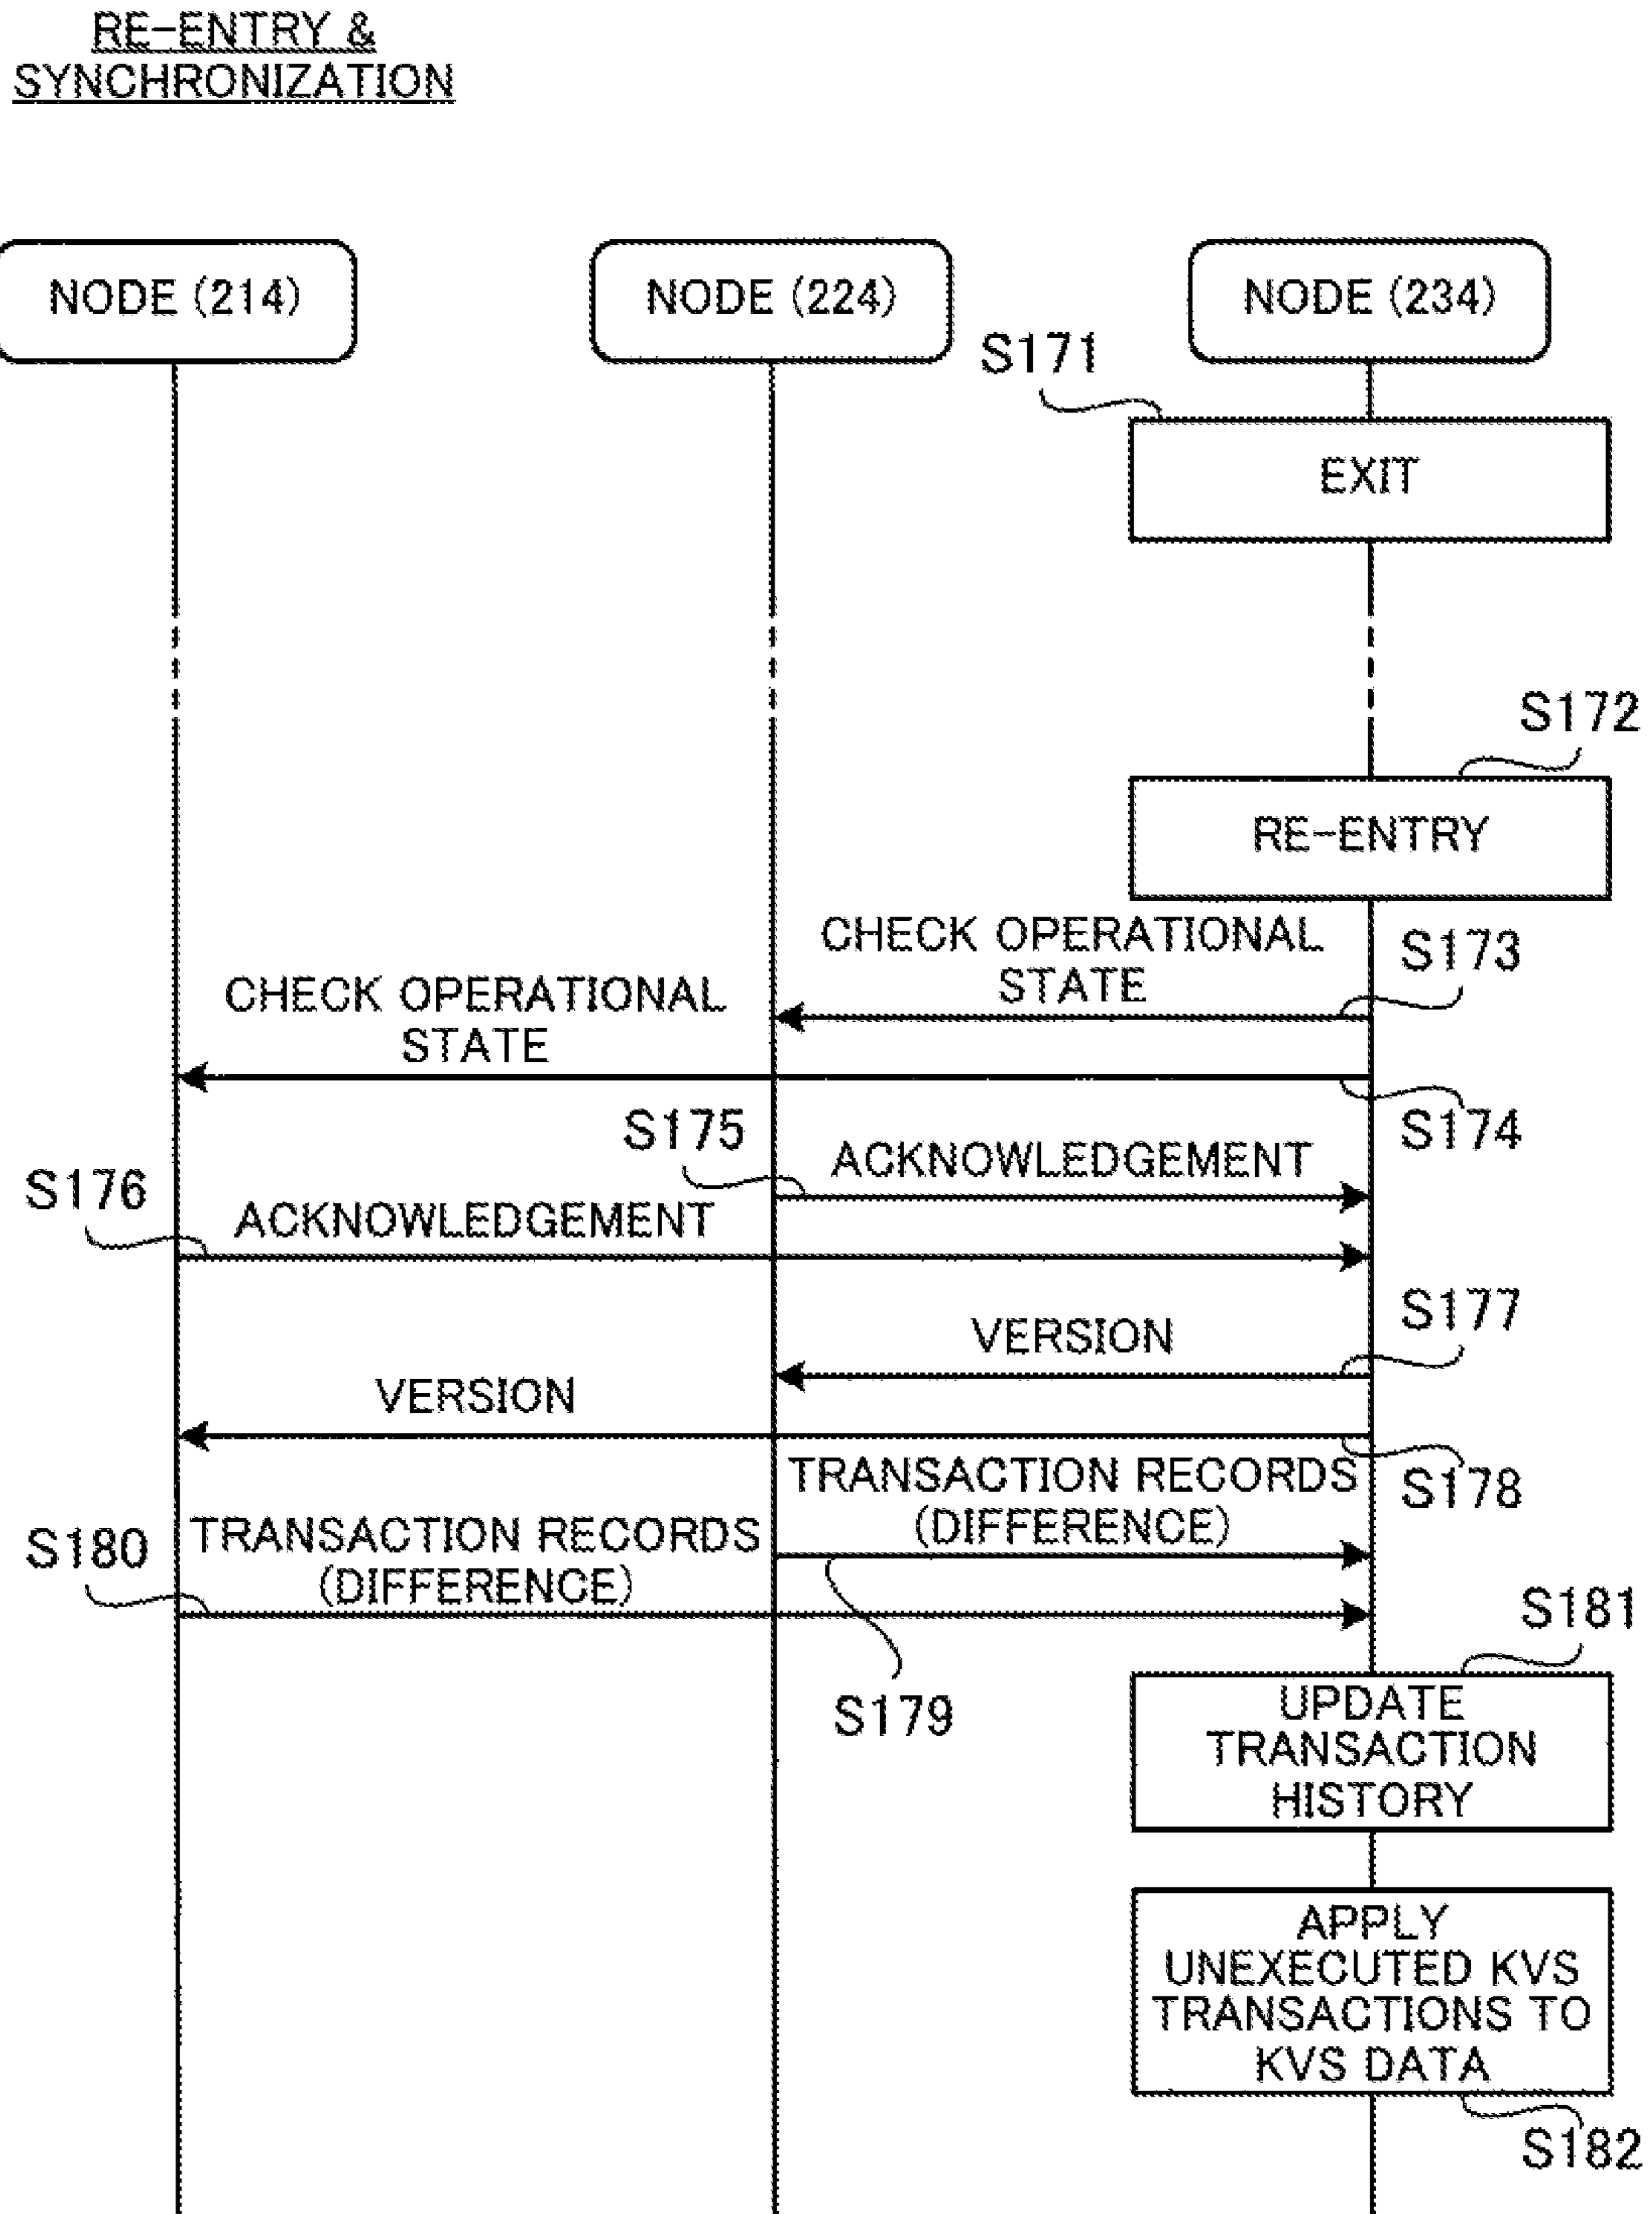 RE-ENTRY &
SYNCHRONIZATION
NODE (214)
NODE (224)
NODE (234)
S171
EXIT
S172
RE-ENTRY
CHECK OPERATIONAL
STATE
S173
CHECK OPERATIONAL
STATE
S174
S175
ACKNOWLEDGEMENT
S176
ACKNOWLEDGEMENT
S177
VERSION
VERSION
S178
TRANSACTION RECORDS
(DIFFERENCE)
S180
TRANSACTION RECORDS
(DIFFERENCE)
S179
S181
UPDATE
TRANSACTION
HISTORY
APPLY
UNEXECUTED KVS
TRANSACTIONS TO
KVS DATA
S182